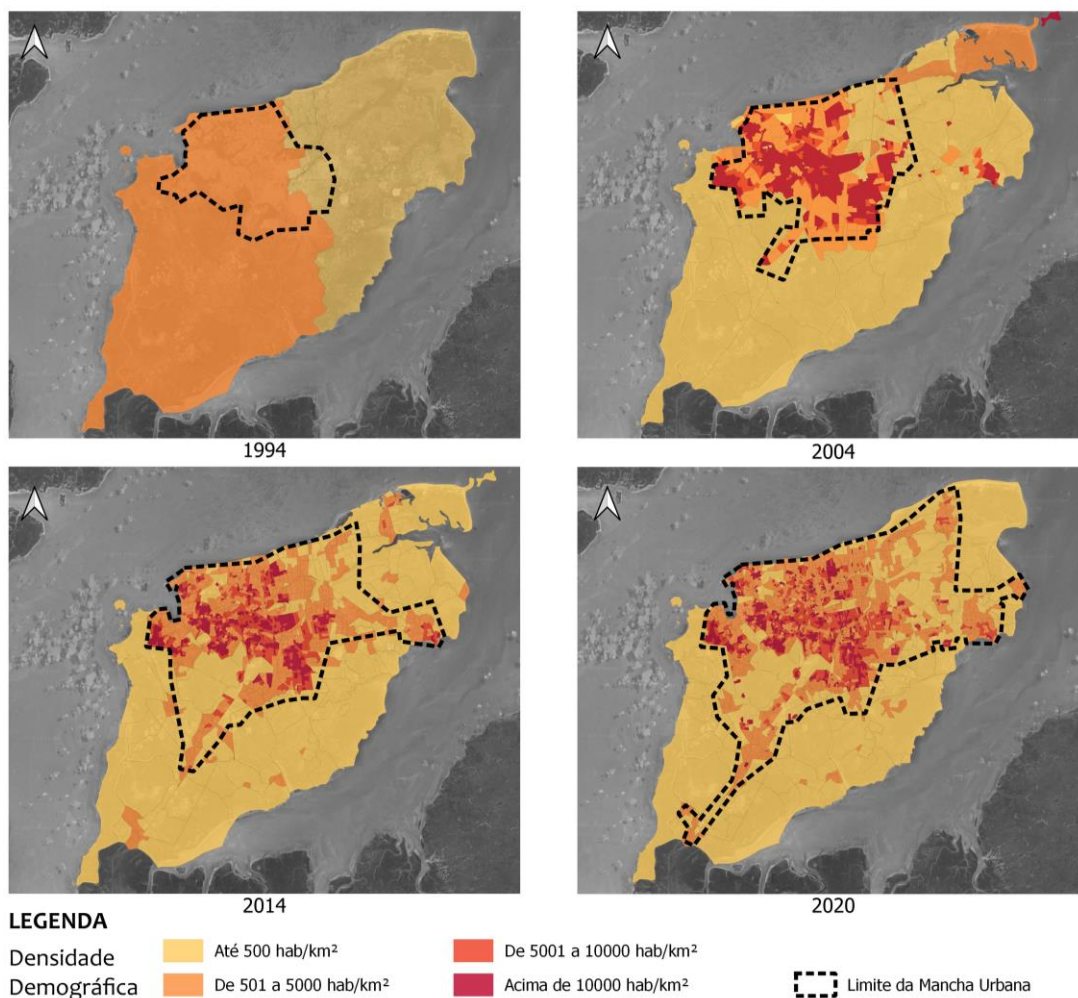 1994
2004
2014
2020
LEGENDA
Densidade
Demográfica
Até 500 hab/km²
De 501 a 5000 hab/km²
De 5001 a 10000 hab/km²
Acima de 10000 hab/km²
Limite da Mancha Urbana